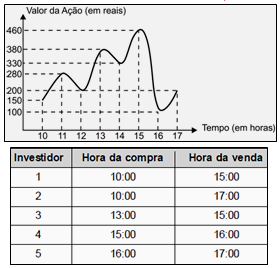 Valor da Ação (em reais)
460
380
330
280
200
150
100
10 11 12 13 14 15 16 17
Tempo (em horas)
Investidor Hora da compra Hora da venda
1 10:00 15:00
2 10:00 17:00
3 13:00 15:00
4 15:00 16:00
5 16:00 17:00